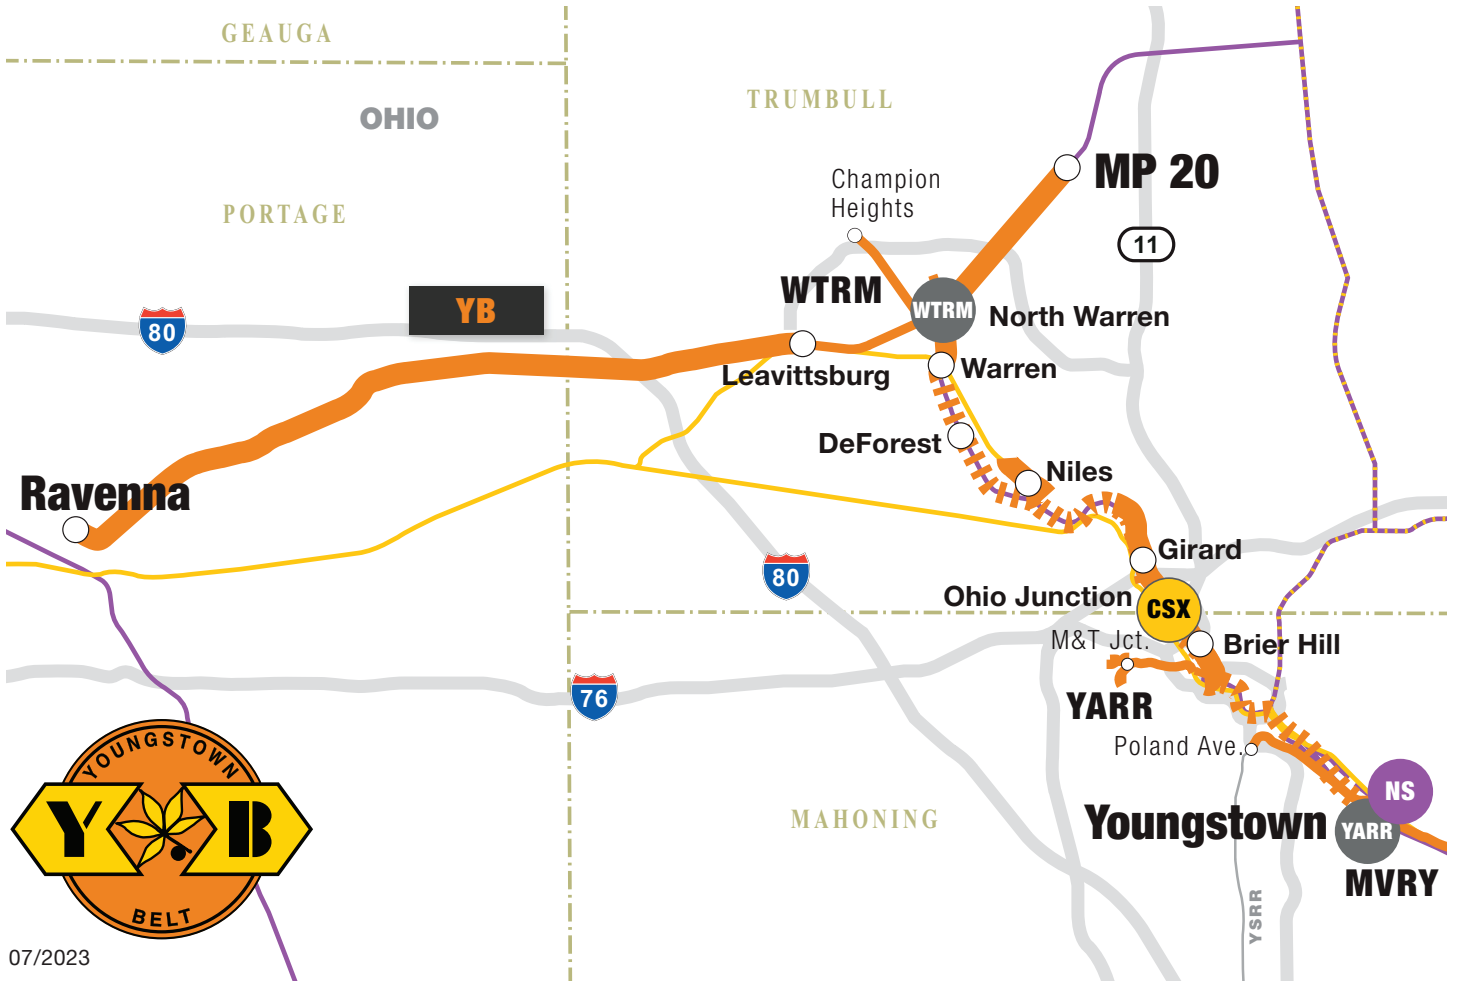 GEAUGA
OHIO
TRUMBULL
Champion
Heights
MP 20
PORTAGE
11
WTRM
WTRM
North Warren
80
YB
Leavittsburg
Warren
DeForest
Niles
Ravenna
Girard
80
Ohio Junction
CSX
M&T Jct.
Brier Hill
76
YARR
Poland Ave.
YOUNGSTOWN
Y B
BELT
MAHONING
NS
Youngstown
YARR
MVRY
YSRR
07/2023